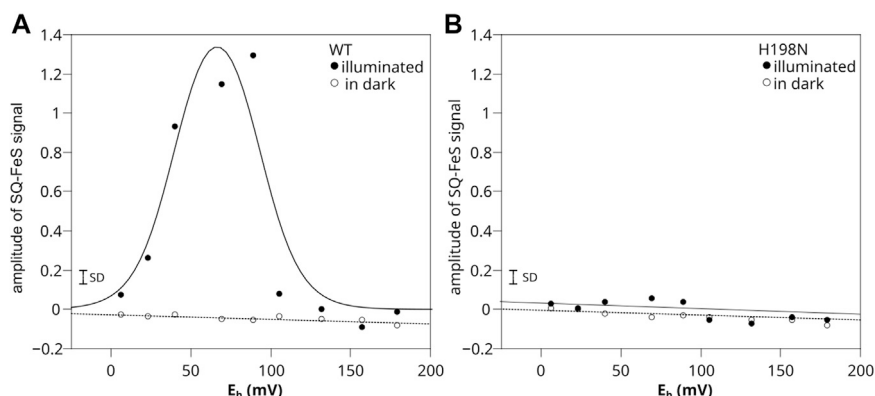 A
WT
illuminated
in dark
amplitude of SQ-FeS signal
1.4
1.2
1
0.8
0.6
0.4
0.2
0
−0.2
SD
0
50
100
150
200
E_h (mV)
B
H198N
illuminated
in dark
amplitude of SQ-FeS signal
1.4
1.2
1
0.8
0.6
0.4
0.2
0
−0.2
SD
0
50
100
150
200
E_h (mV)